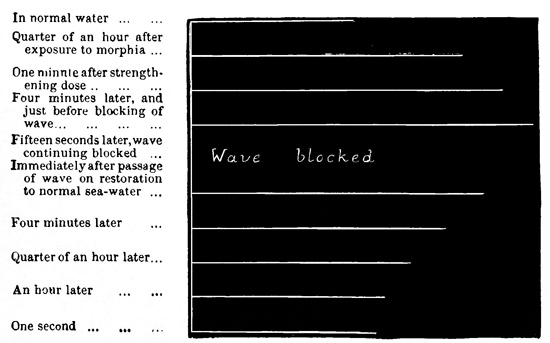 In normal water ... ...
Quarter of an hour after
exposure to morphia ...
One minute after strength-
ening dose .. ... ...
Four minutes later, and
just before blocking of
wave... ... ... ...
Fifteen seconds later, wave
continuing blocked ...
Wave blocked
Immediately after passage
of wave on restoration
to normal sea-water ...
Four minutes later ...
Quarter of an hour later...
An hour later ... ...
One second ... ... ...